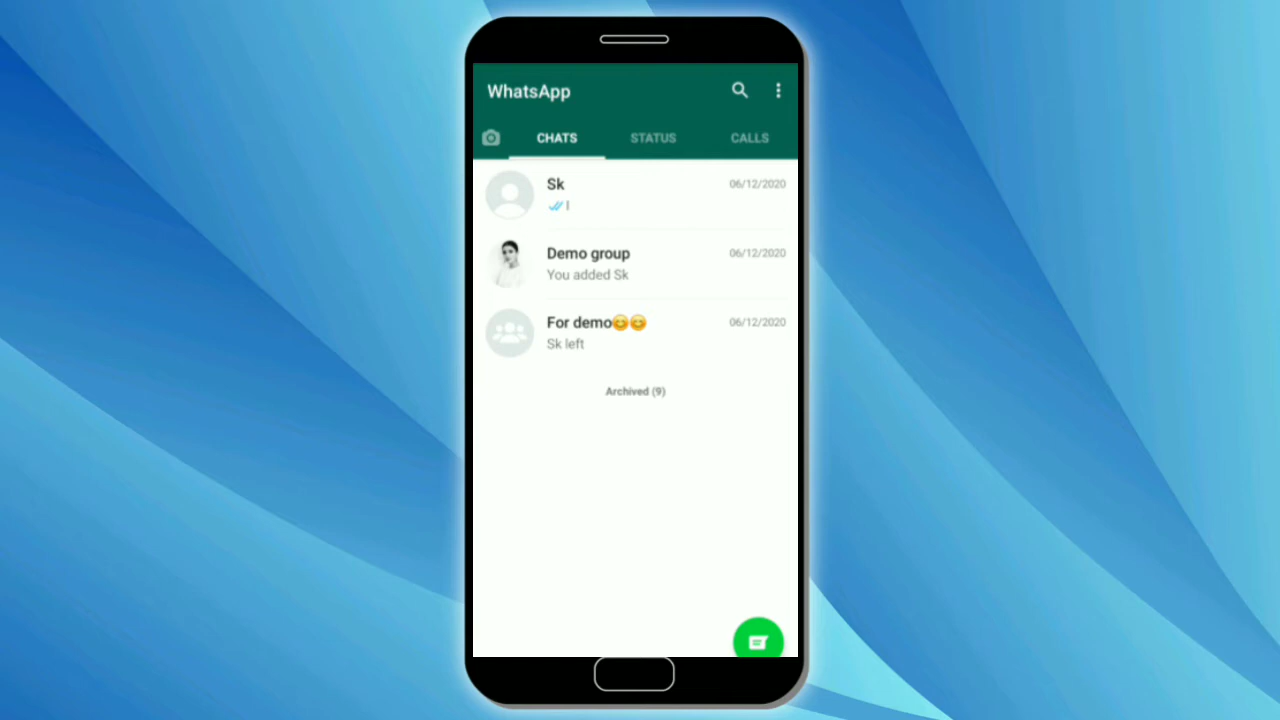 WhatsApp
CHATS STATUS CALLS
Sk 06/12/2020
I
Demo group 06/12/2020
You added Sk
For demo😊😊 06/12/2020
Sk left
Archived (9)